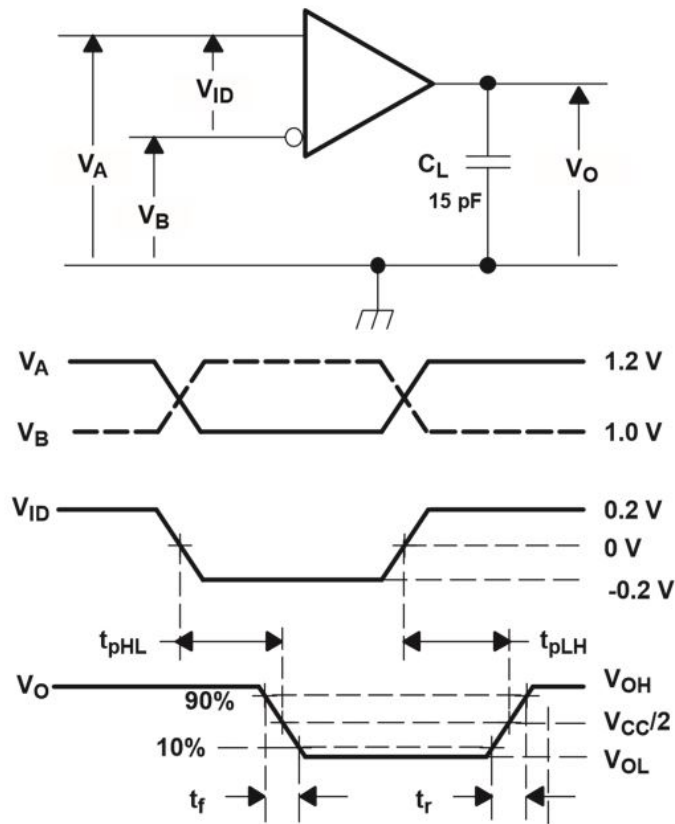 V_ID
V_A
V_B
C_L
15 pF
V_O
V_A
1.2 V
V_B
1.0 V
V_ID
0.2 V
0 V
-0.2 V
t_pHL
t_pLH
V_O
V_OH
90%
V_CC/2
10%
V_OL
t_f
t_r